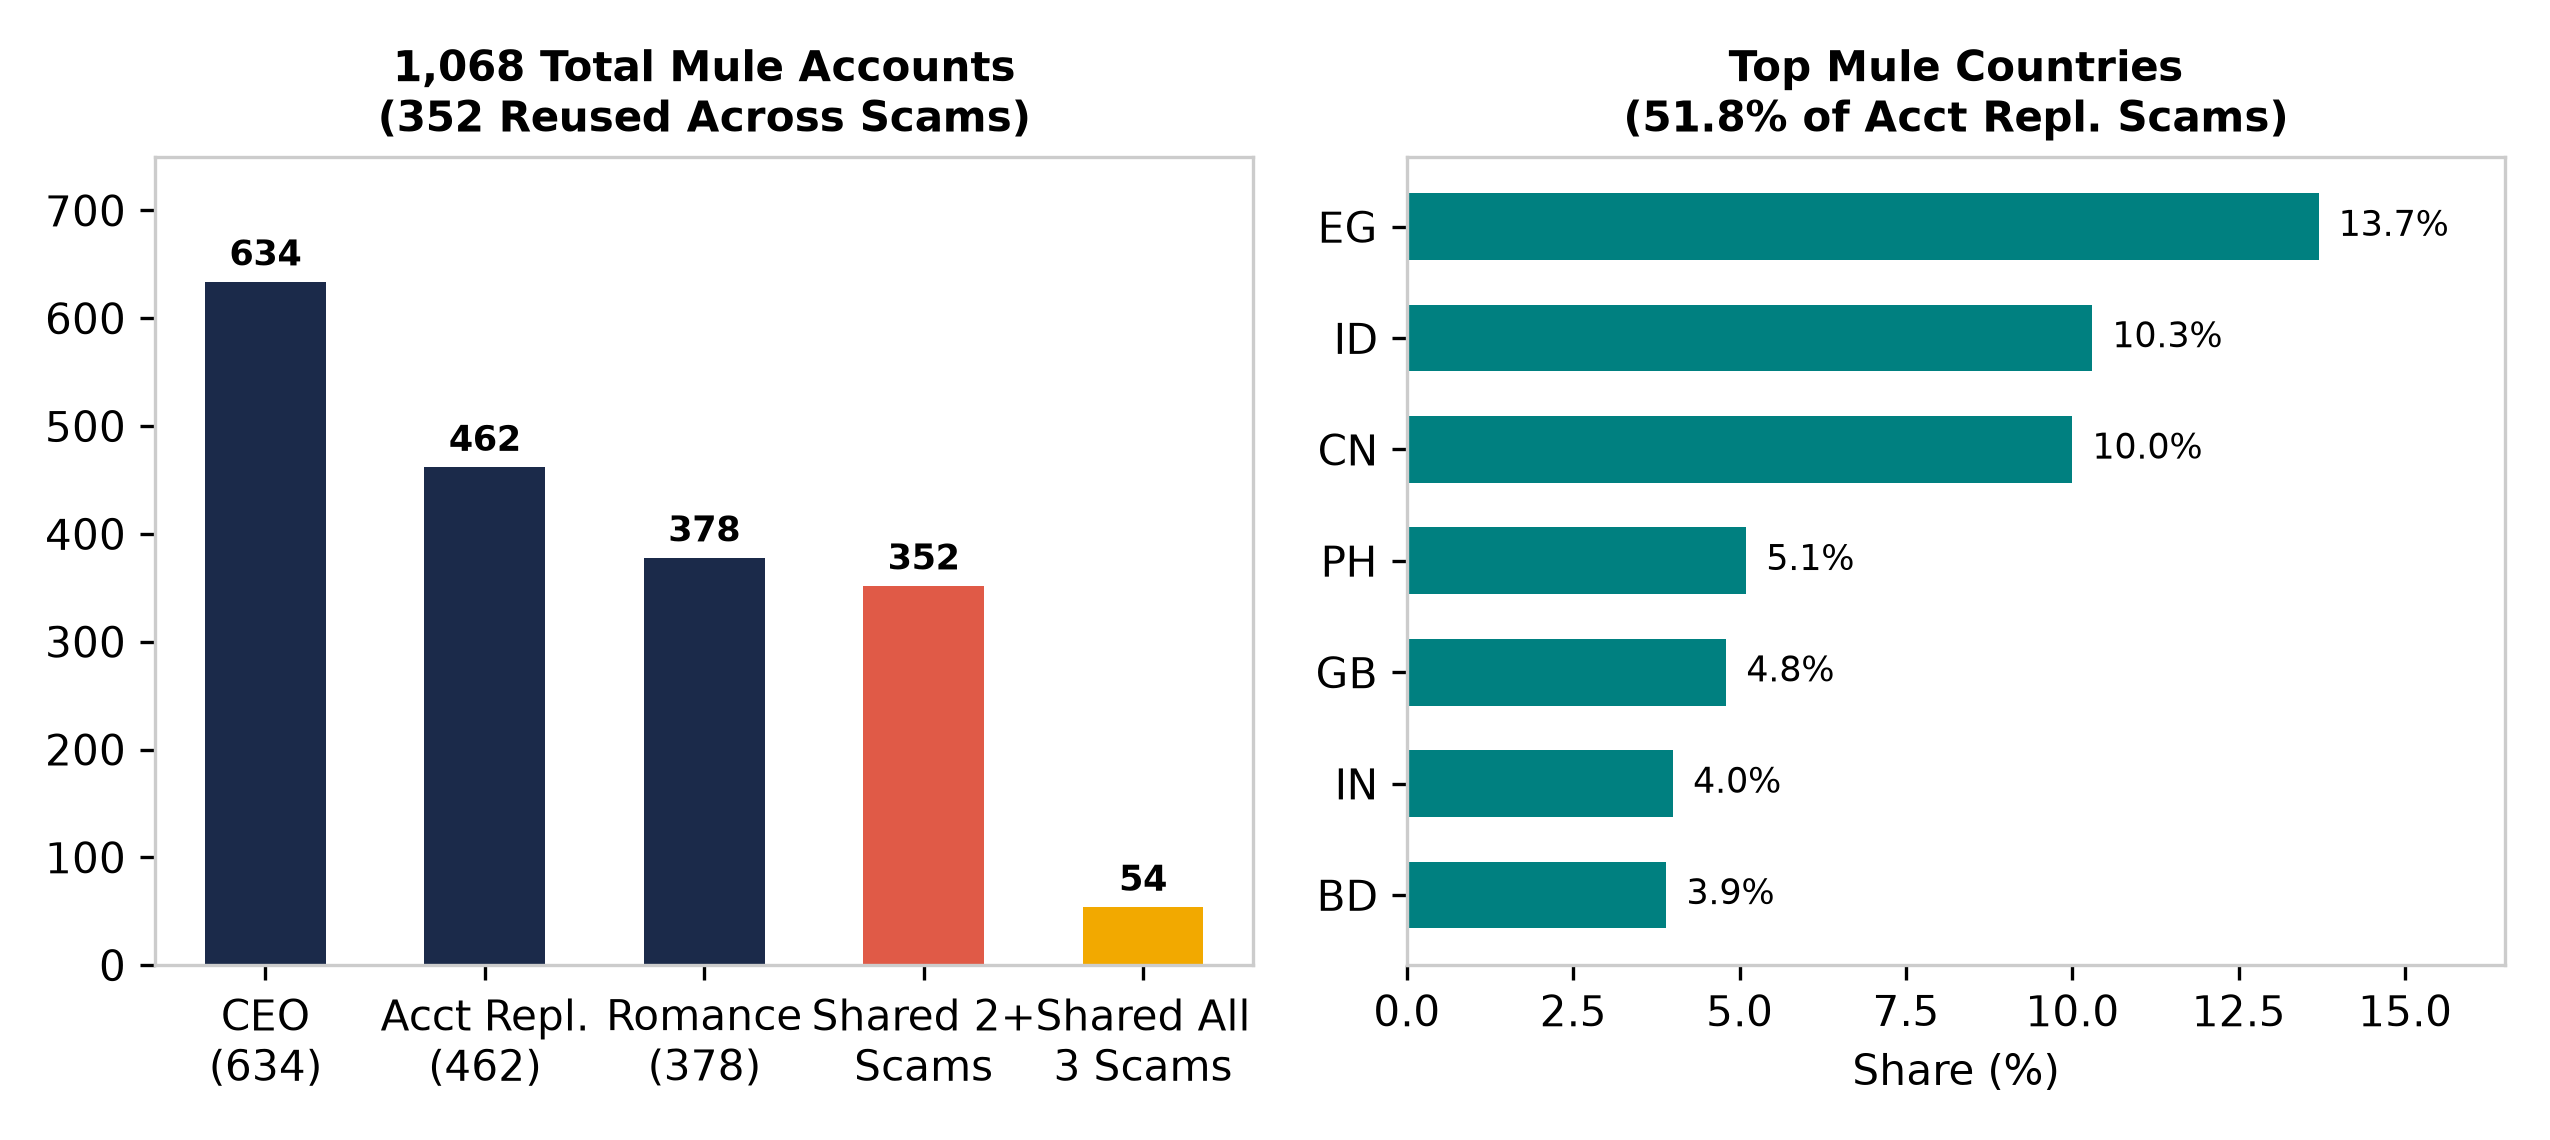 1,068 Total Mule Accounts
(352 Reused Across Scams)
700
600
500
400
300
200
100
0
634
462
378
352
54
CEO
(634)
Acct Repl.
(462)
Romance
(378)
Shared 2+
Scams
Shared All
3 Scams
Top Mule Countries
(51.8% of Acct Repl. Scams)
EG
13.7%
ID
10.3%
CN
10.0%
PH
5.1%
GB
4.8%
IN
4.0%
BD
3.9%
0.0
2.5
5.0
7.5
10.0
12.5
15.0
Share (%)